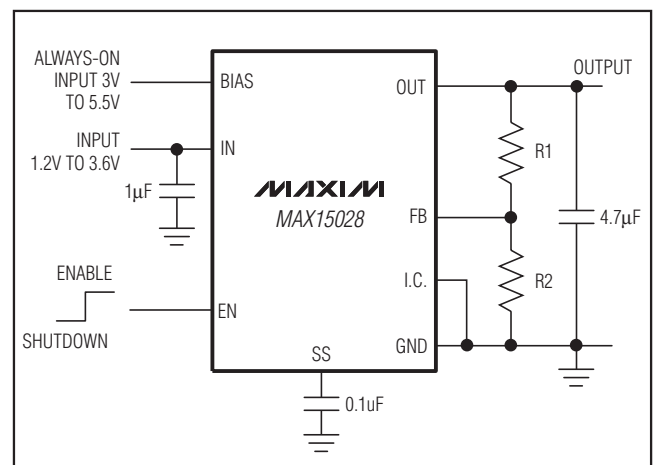 ALWAYS-ON
INPUT 3V
TO 5.5V
BIAS
OUT
OUTPUT
INPUT
1.2V TO 3.6V
IN
1µF
R1
MAXIM
MAX15028
FB
4.7µF
I.C.
R2
ENABLE
SHUTDOWN
EN
GND
SS
0.1uF